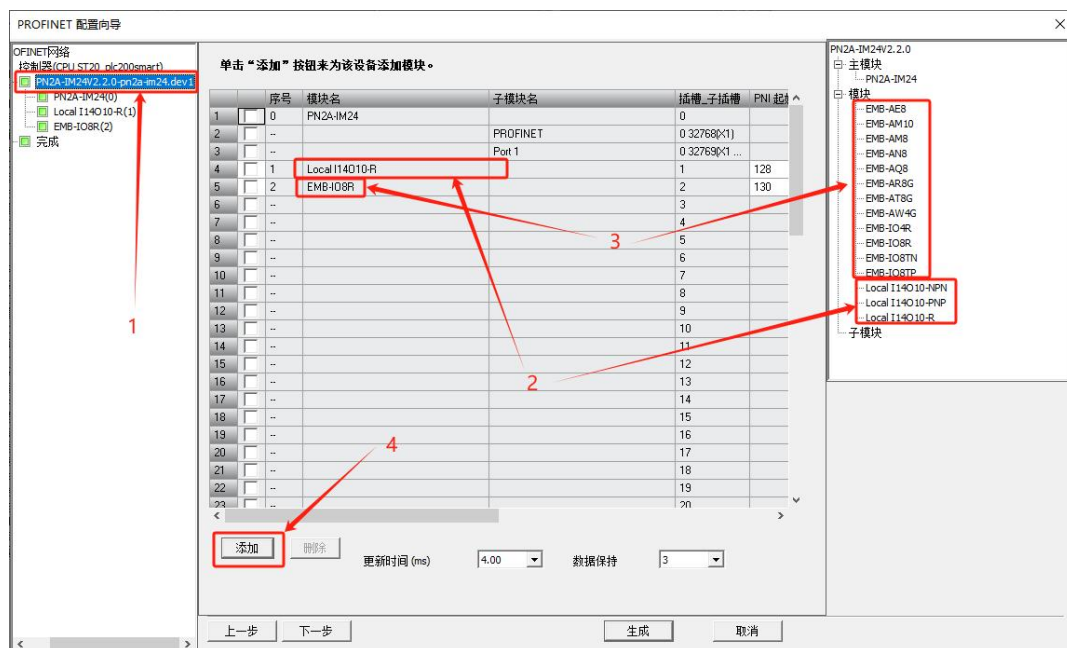 PROFINET 配置向导
OFINET网络
控制器(CPU ST20_plc200smart)
PN2A-IM24V2.2.0-pn2a-im24.dev1
PN2A-IM24(0)
Local I14O10-R(1)
EMB-IO8R(2)
完成
单击“添加”按钮来为该设备添加模块。
序号 模块名 子模块名 插槽_子插槽 PNI 起始
1 0 PN2A-IM24 0
2 -- PROFINET 0 32768(X1)
3 -- Port 1 0 32769(X1 ...
4 1 Local I14O10-R 1 128
5 2 EMB-IO8R 2 130
6 -- 3
7 -- 4
8 -- 5
9 -- 6
10 -- 7
11 -- 8
12 -- 9
13 -- 10
14 -- 11
15 -- 12
16 -- 13
17 -- 14
18 -- 15
19 -- 16
20 -- 17
21 -- 18
22 -- 19
23 -- 20
添加 删除 更新时间 (ms) 4.00 数据保持 3
上一步 下一步 生成 取消
PN2A-IM24V2.2.0
主模块
PN2A-IM24
模块
EMB-AE8
EMB-AM10
EMB-AM8
EMB-AN8
EMB-AQ8
EMB-AR8G
EMB-AT8G
EMB-AW4G
EMB-IO4R
EMB-IO8R
EMB-IO8TN
EMB-IO8TP
Local I14O10-NPN
Local I14O10-PNP
Local I14O10-R
子模块
1
2
3
4